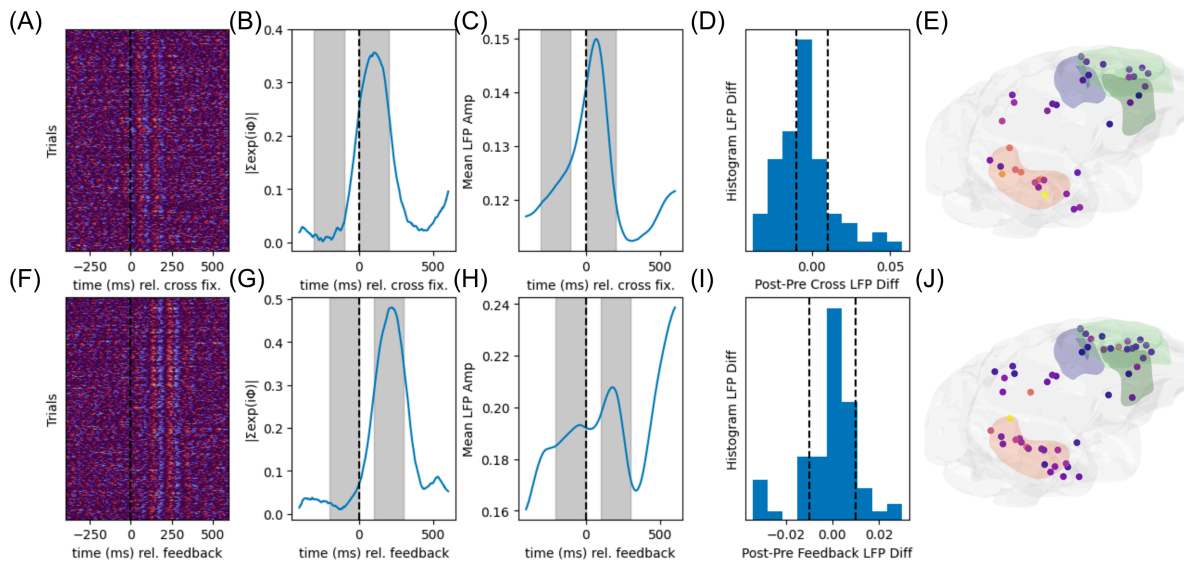 (A) (B) (C) (D) (E)
Trials
−250 0 250 500
time (ms) rel. cross fix.
|Σexp(iΦ)|
0.4
0.3
0.2
0.1
0.0
0 500
time (ms) rel. cross fix.
Mean LFP Amp
0.15
0.14
0.13
0.12
0 500
time (ms) rel. cross fix.
Histogram LFP Diff
0.00 0.05
Post-Pre Cross LFP Diff
(F) (G) (H) (I) (J)
Trials
−250 0 250 500
time (ms) rel. feedback
|Σexp(iΦ)|
0.5
0.4
0.3
0.2
0.1
0.0
0 500
time (ms) rel. feedback
Mean LFP Amp
0.24
0.22
0.20
0.18
0.16
0 500
time (ms) rel. feedback
Histogram LFP Diff
−0.02 0.00 0.02
Post-Pre Feedback LFP Diff